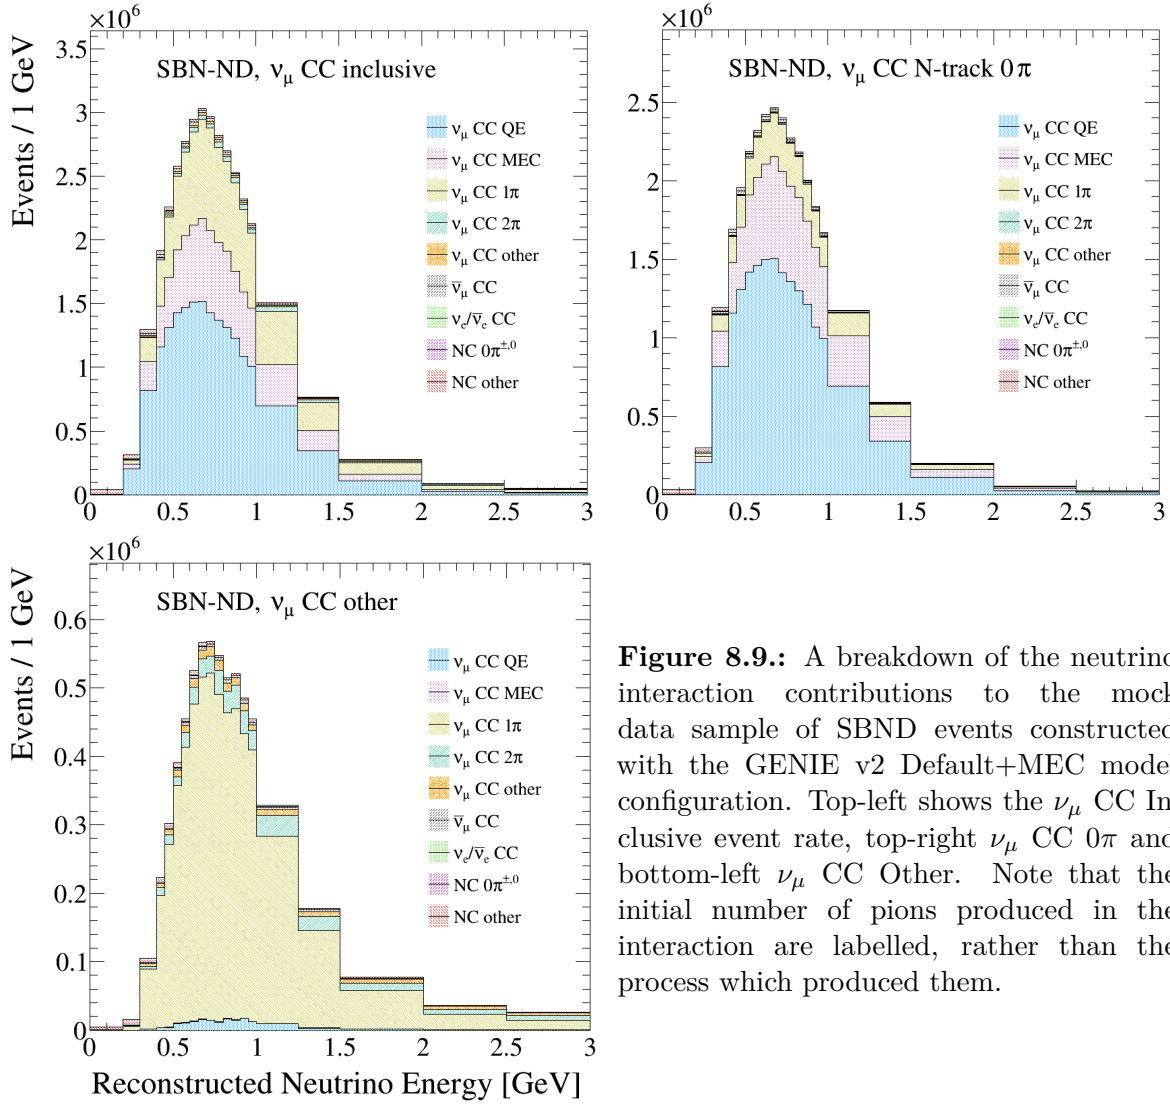 ×10⁶
SBN-ND, ν_μ CC inclusive
Events / 1 GeV
3.5
3
2.5
2
1.5
1
0.5
0
ν_μ CC QE
ν_μ CC MEC
ν_μ CC 1π
ν_μ CC 2π
ν_μ CC other
ν̅_μ CC
ν_e/ν̅_e CC
NC 0π^±,0
NC other
0 0.5 1 1.5 2 2.5 3
×10⁶
SBN-ND, ν_μ CC N-track 0π
2.5
2
1.5
1
0.5
0
ν_μ CC QE
ν_μ CC MEC
ν_μ CC 1π
ν_μ CC 2π
ν_μ CC other
ν̅_μ CC
ν_e/ν̅_e CC
NC 0π^±,0
NC other
0 0.5 1 1.5 2 2.5 3
×10⁶
SBN-ND, ν_μ CC other
Events / 1 GeV
0.6
0.5
0.4
0.3
0.2
0.1
0
ν_μ CC QE
ν_μ CC MEC
ν_μ CC 1π
ν_μ CC 2π
ν_μ CC other
ν̅_μ CC
ν_e/ν̅_e CC
NC 0π^±,0
NC other
0 0.5 1 1.5 2 2.5 3
Reconstructed Neutrino Energy [GeV]
Figure 8.9.: A breakdown of the neutrino
interaction contributions to the mock
data sample of SBND events constructed
with the GENIE v2 Default+MEC model
configuration. Top-left shows the ν_μ CC In
clusive event rate, top-right ν_μ CC 0π and
bottom-left ν_μ CC Other. Note that the
initial number of pions produced in the
interaction are labelled, rather than the
process which produced them.